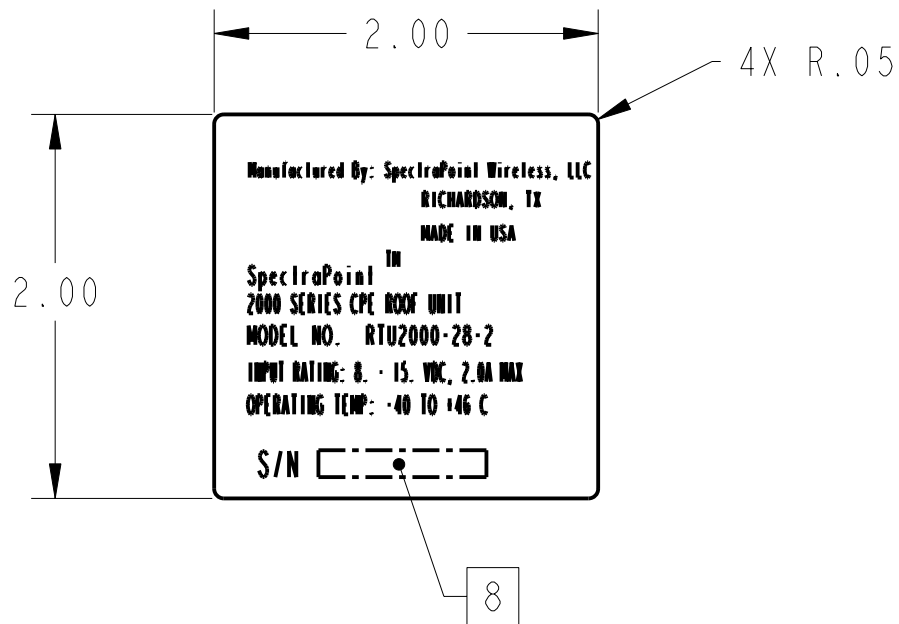 2.00
4X R.05
2.00
Manufactured By: SpectraPoint Wireless, LLC
RICHARDSON, TX
MADE IN USA
SpectraPoint TM
2000 SERIES CPE ROOF UNIT
MODEL NO. RTU2000-28-2
INPUT RATING: 8. - 15. VDC, 2.0A MAX
OPERATING TEMP: -40 TO +46 C
S/N
8